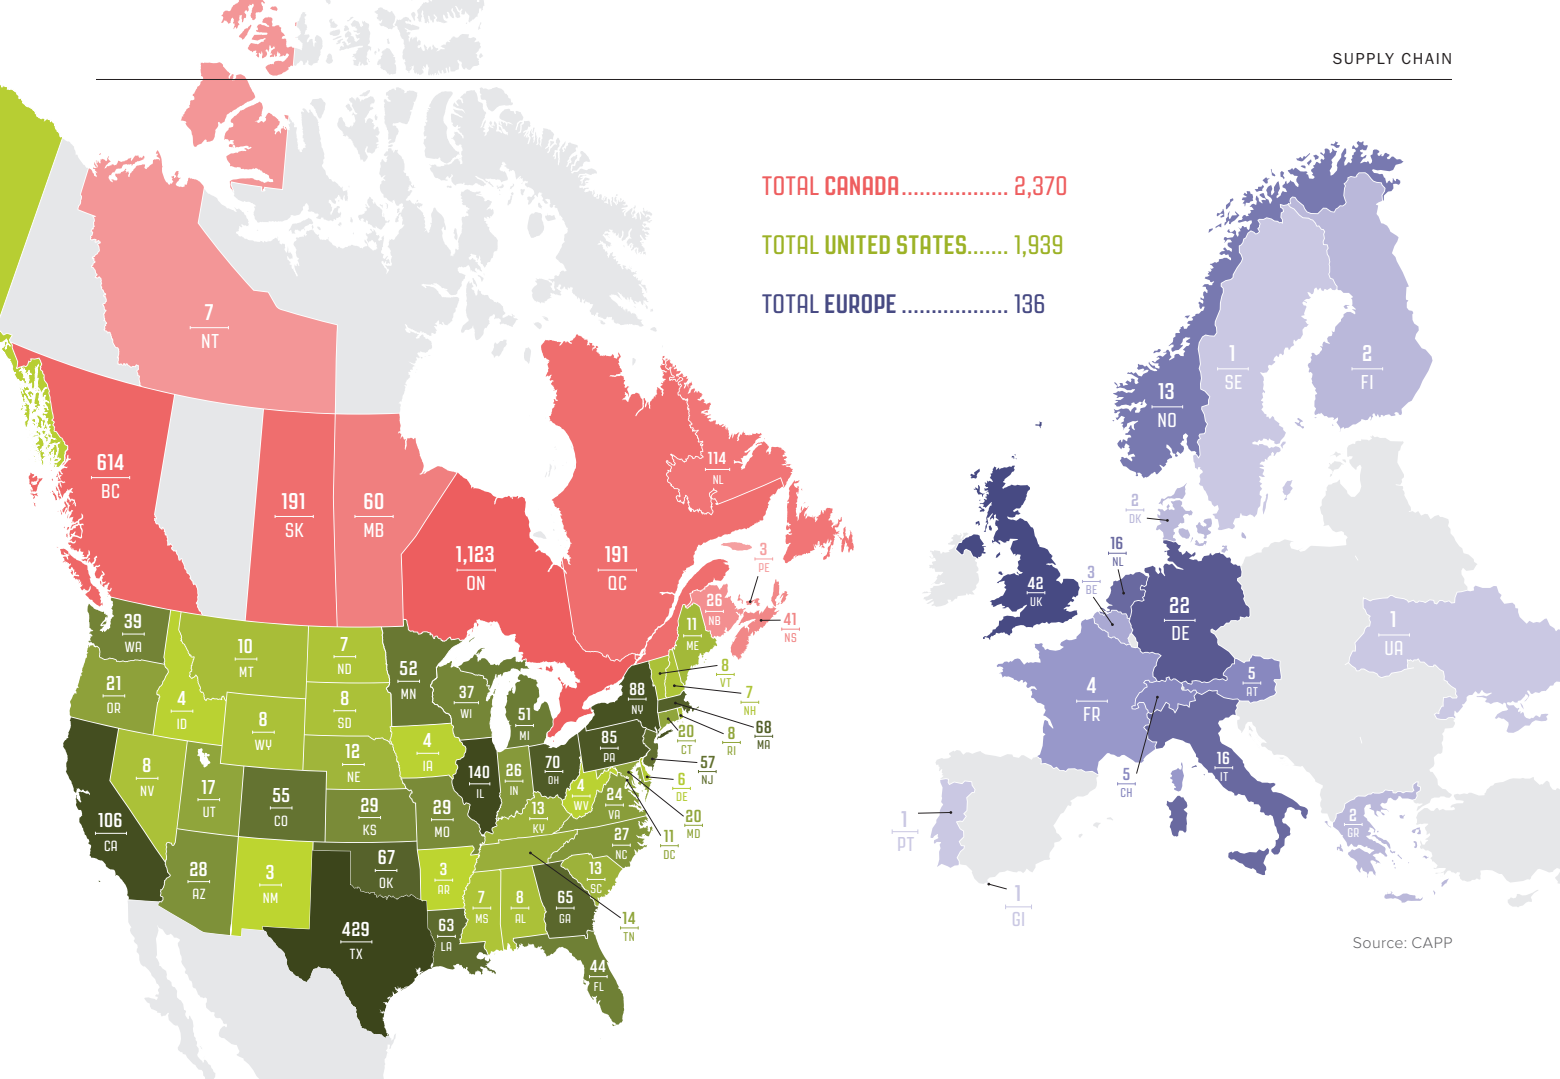 SUPPLY CHAIN
TOTAL CANADA.................. 2,370
TOTAL UNITED STATES....... 1,939
TOTAL EUROPE .................. 136
7
NT
614
BC
191
SK
60
MB
1,123
ON
191
QC
114
NL
3
PE
26
NB
41
NS
39
WA
21
OR
4
ID
10
MT
7
ND
8
SD
8
WY
12
NE
52
MN
37
WI
51
MI
4
IA
8
NV
17
UT
55
CO
29
KS
29
MO
140
IL
26
IN
70
OH
85
PA
88
NY
11
ME
8
VT
7
NH
68
MA
8
RI
20
CT
57
NJ
6
DE
20
MD
11
DC
4
WV
24
VA
13
KY
27
NC
13
SC
14
TN
106
CA
28
AZ
3
NM
67
OK
3
AR
429
TX
63
LA
7
MS
8
AL
65
GA
44
FL
13
NO
1
SE
2
FI
2
DK
16
NL
3
BE
42
UK
22
DE
4
FR
5
AT
5
CH
16
IT
1
UA
2
GR
1
PT
1
GI
Source: CAPP